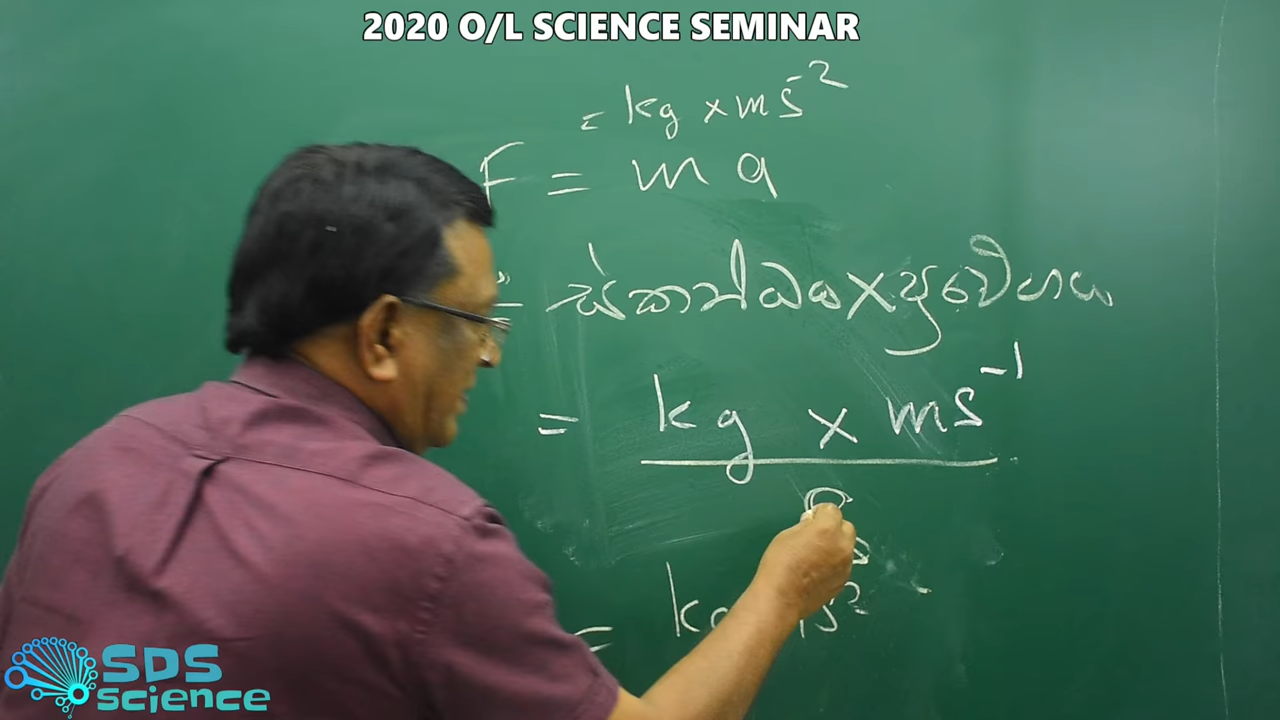 2020 O/L SCIENCE SEMINAR
= kg × ms⁻²
F = ma
= ස්කන්ධය × ප්‍රවේගය
= kg × ms⁻¹
=
SDS
science